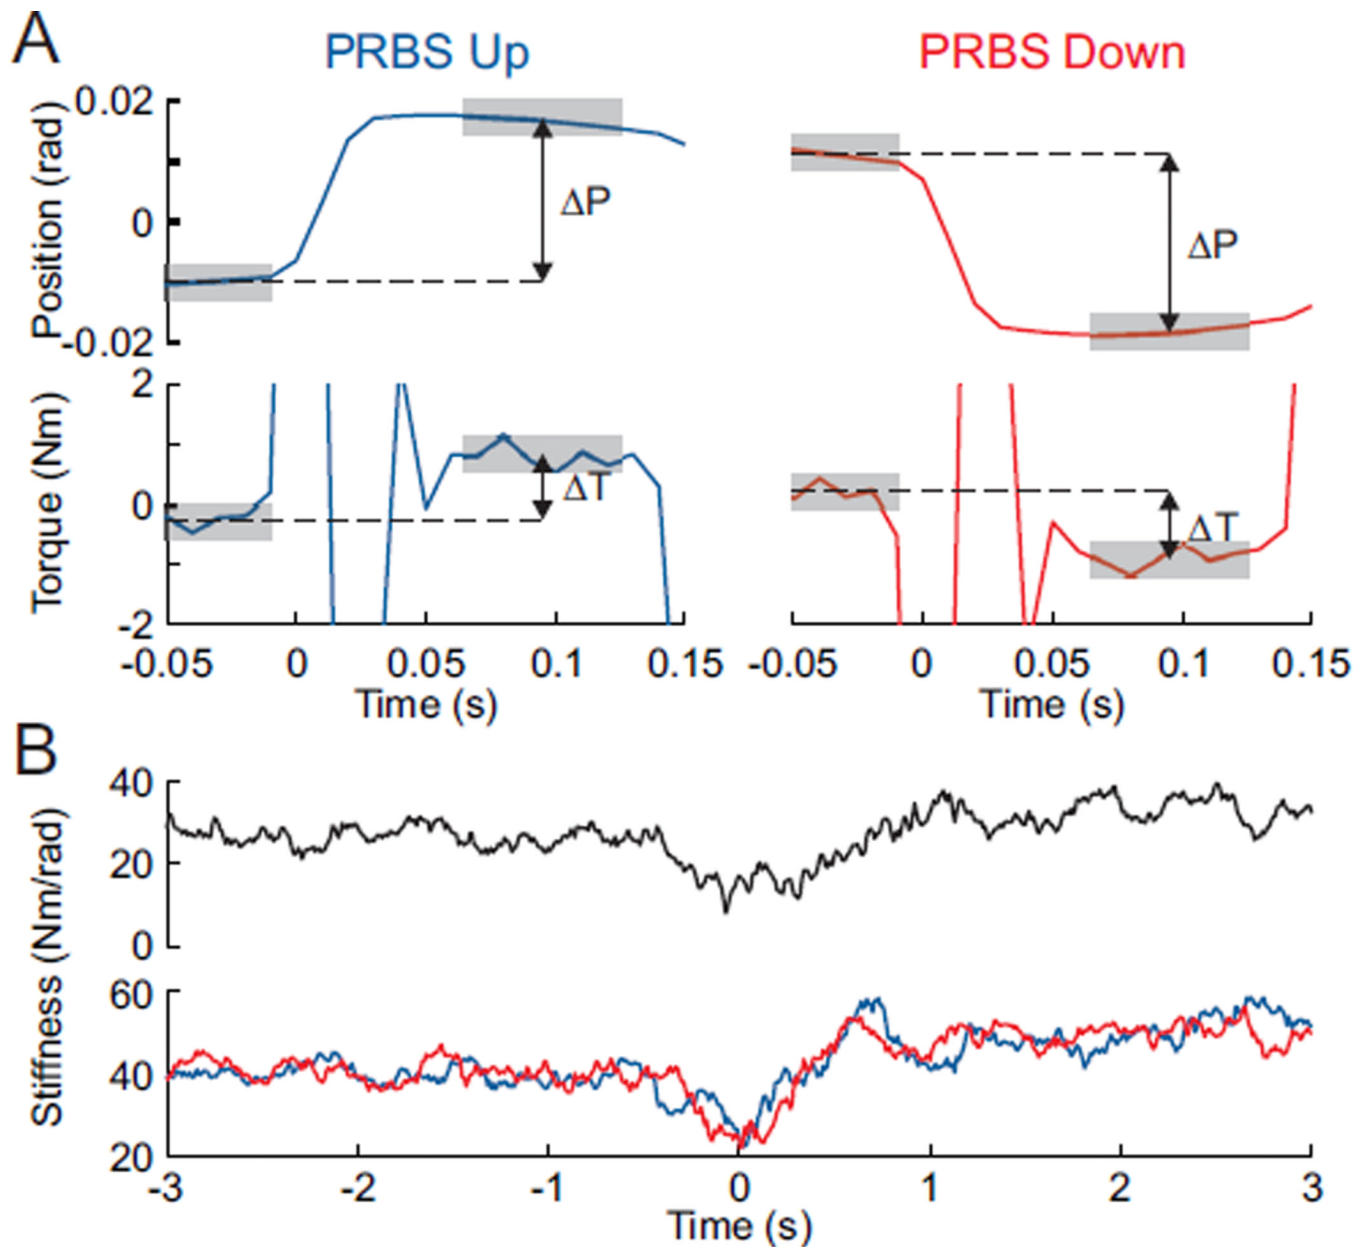 A
PRBS Up
PRBS Down
Position (rad)
0.02
0
-0.02
ΔP
ΔP
Torque (Nm)
2
0
-2
ΔT
ΔT
-0.05 0 0.05 0.1 0.15
-0.05 0 0.05 0.1 0.15
Time (s)
Time (s)
B
Stiffness (Nm/rad)
40
20
0
60
40
20
-3 -2 -1 0 1 2 3
Time (s)